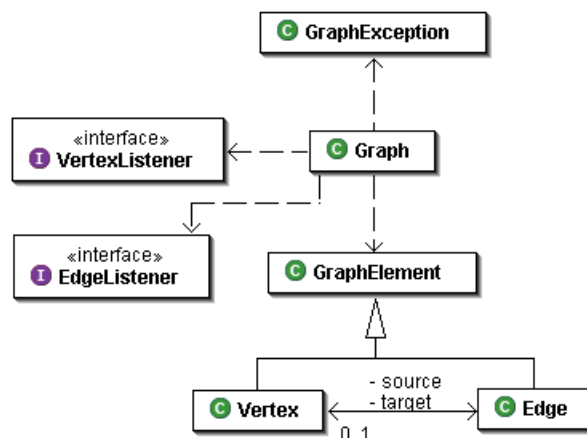 C GraphException
«interface»
I VertexListener
C Graph
«interface»
I EdgeListener
C GraphElement
- source
- target
C Vertex
C Edge
0..1